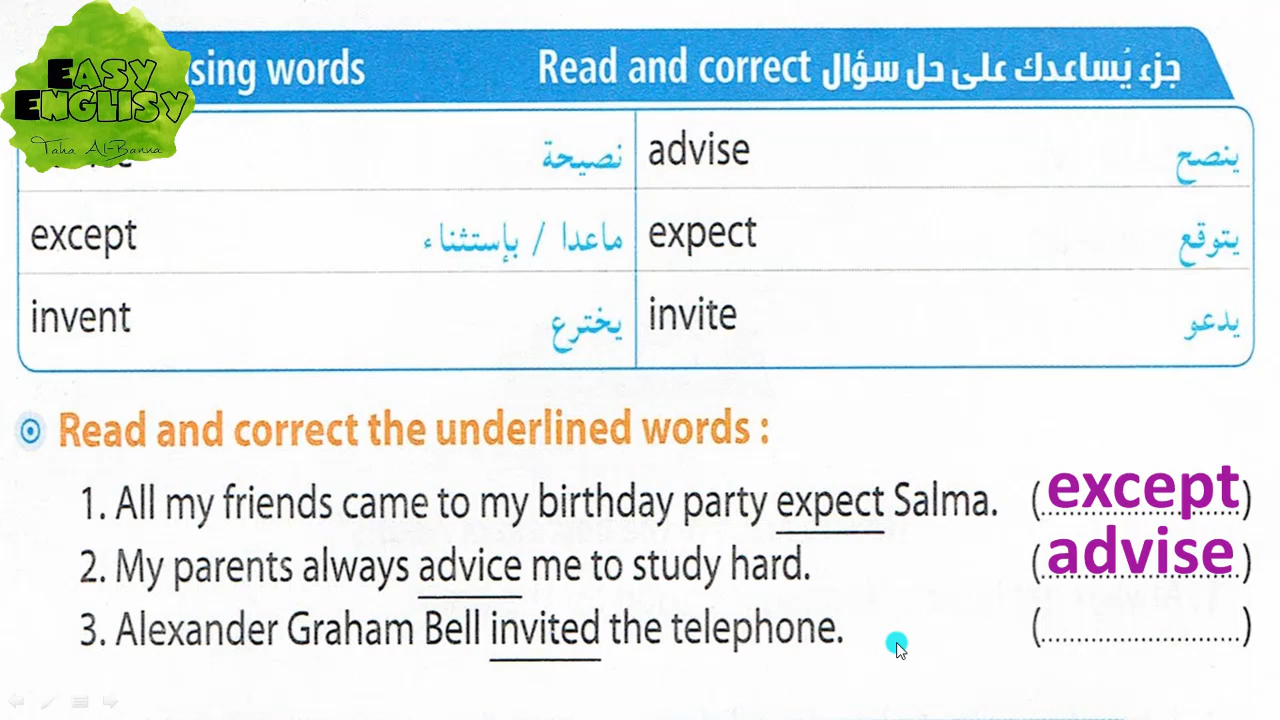 EASY
ENGLISY
Taha Al-Banna
sing words
Read and correct جزء يُساعدك على حل سؤال
نصيحة
advise ينصح
except ماعدا / بإستثناء
expect يتوقع
invent يخترع
invite يدعو
Read and correct the underlined words :
1. All my friends came to my birthday party expect Salma. (except)
2. My parents always advice me to study hard. (advise)
3. Alexander Graham Bell invited the telephone. (..............................)